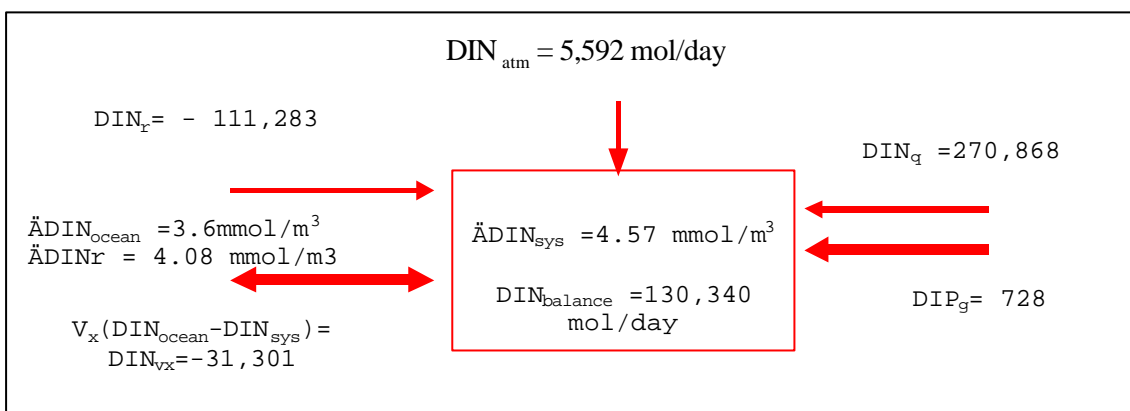 DIN atm = 5,592 mol/day
DINr= - 111,283
DINq =270,868
ÄDINocean =3.6mmol/m3
ÄDINr = 4.08 mmol/m3
ÄDINsys =4.57 mmol/m3
DINbalance =130,340
mol/day
DIPg= 728
Vx(DINocean-DINsys)=
DINvx=-31,301